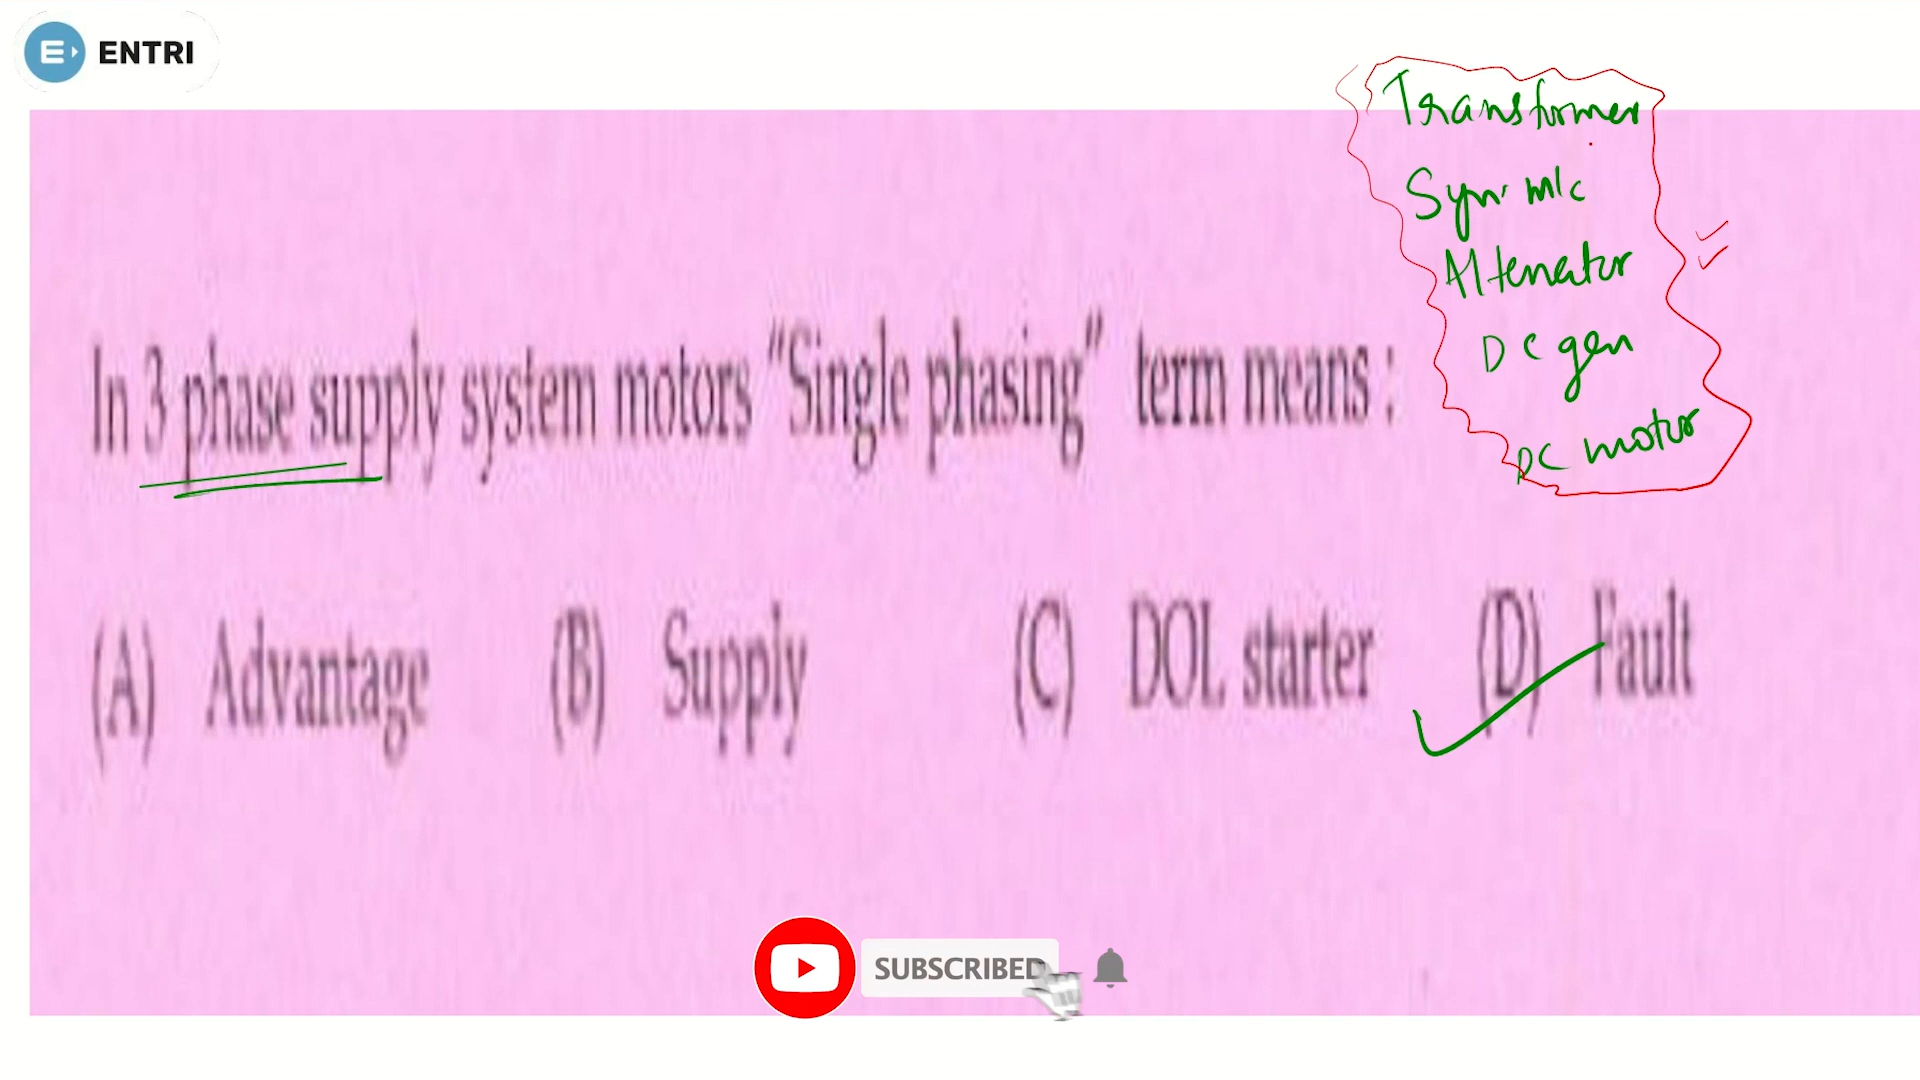 ENTRI
Transformer
Syn. m/c
Altenator
DC gen
DC motor
In 3 phase supply system motors “Single phasing” term means :
(A) Advantage (B) Supply (C) DOL starter (D) Fault
SUBSCRIBED